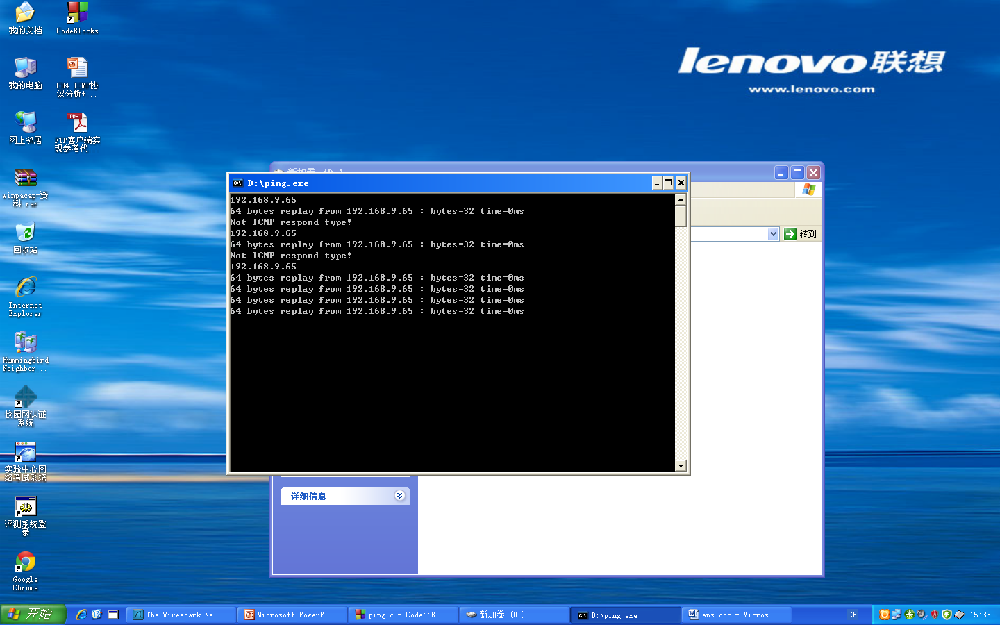 我的文档
CodeBlocks
我的电脑
CH4 ICMP协
议分析+...
网上邻居
FTP客户端实
现参考代...
winpacap-资
料.rar
回收站
Internet
Explorer
Hummingbird
Neighbor...
校园网认证
系统
实验中心网
络考试系统
评测系统登
录
Google
Chrome
lenovo联想
www.lenovo.com
新加卷 (D:)
D:\ping.exe
192.168.9.65
64 bytes replay from 192.168.9.65 : bytes=32 time=0ms
Not ICMP respond type!
192.168.9.65
64 bytes replay from 192.168.9.65 : bytes=32 time=0ms
Not ICMP respond type!
192.168.9.65
64 bytes replay from 192.168.9.65 : bytes=32 time=0ms
64 bytes replay from 192.168.9.65 : bytes=32 time=0ms
64 bytes replay from 192.168.9.65 : bytes=32 time=0ms
64 bytes replay from 192.168.9.65 : bytes=32 time=0ms
转到
详细信息
开始
The Wireshark Ne...
Microsoft PowerP...
ping.c - Code::B...
新加卷 (D:)
D:\ping.exe
ans.doc - Micros...
CH
15:33